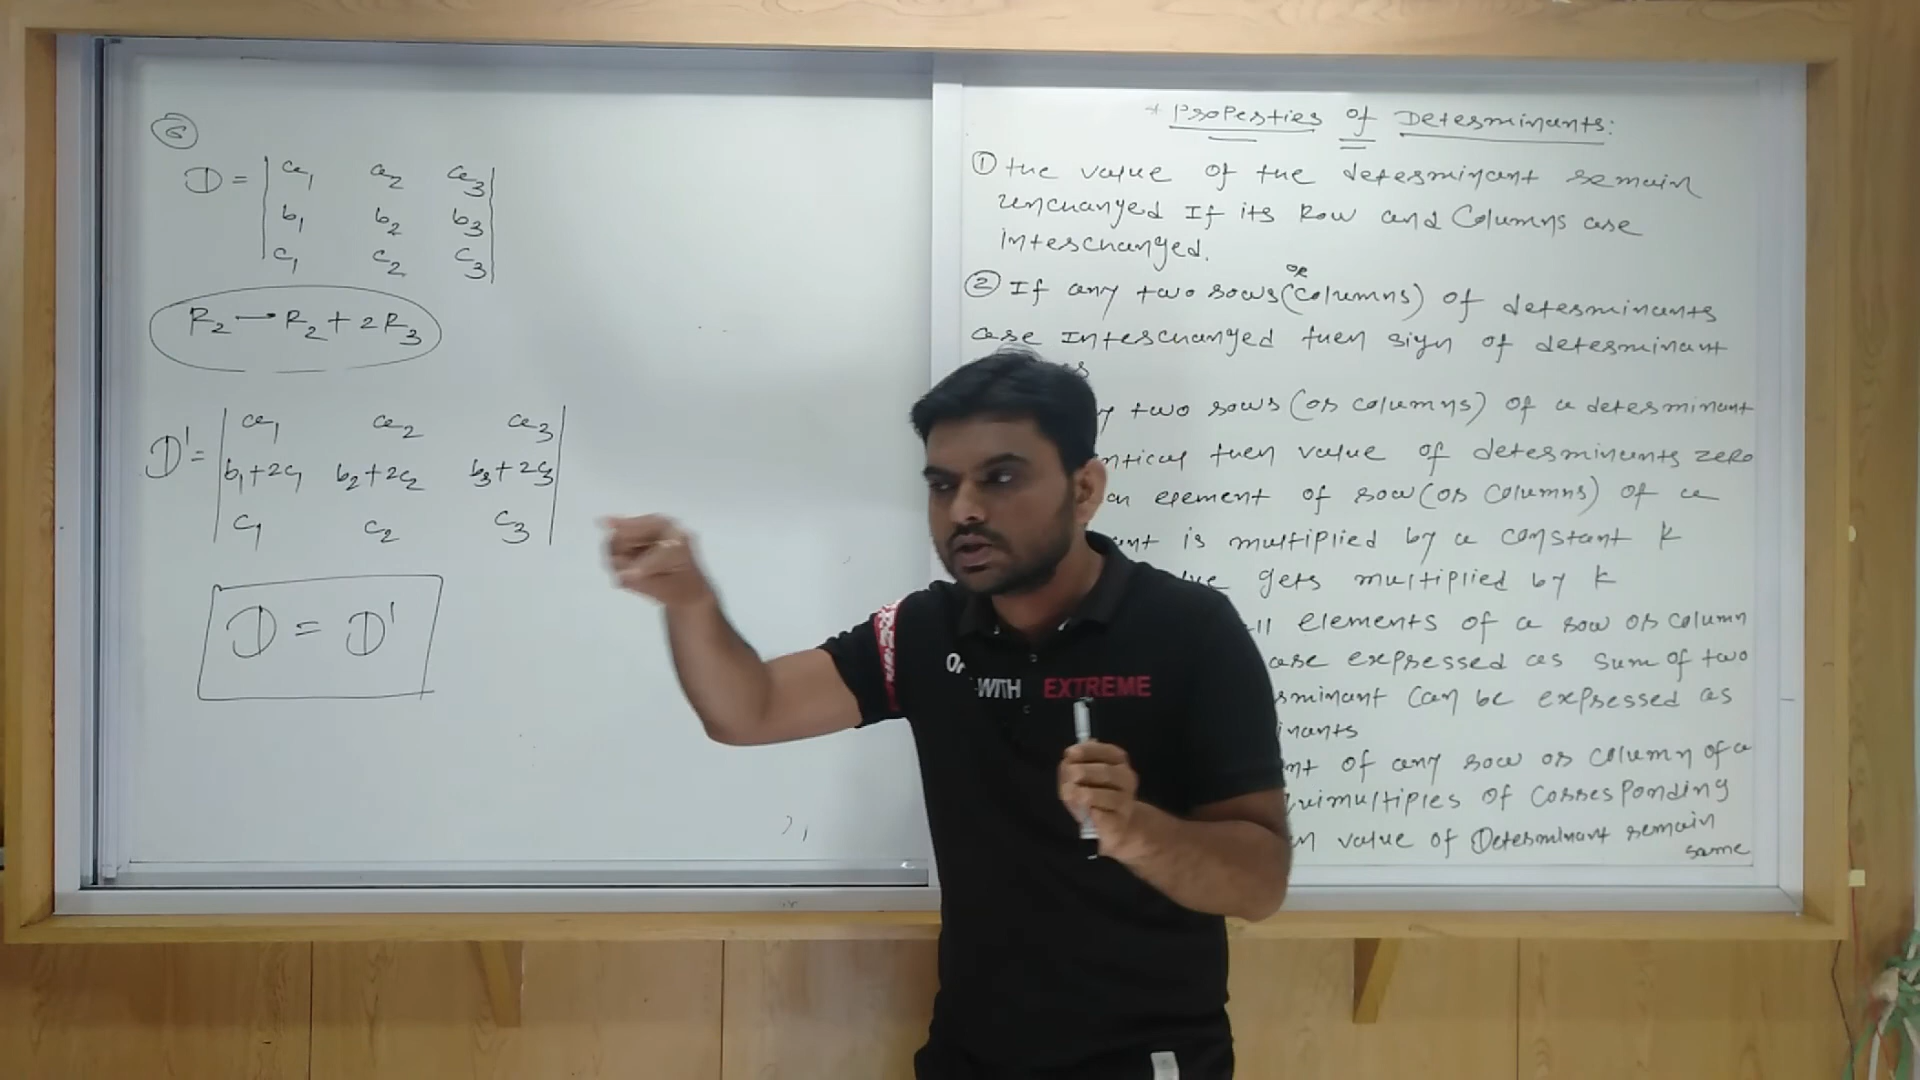 6
D = | a1 a2 a3 |
| b1 b2 b3 |
| c1 c2 c3 |
R2 → R2 + 2R3
D' = | a1 a2 a3 |
| b1+2c1 b2+2c2 b3+2c3 |
| c1 c2 c3 |
D = D'
* Properties of Determinants:
① the value of the determinant remain
unchanged If its Row and Columns are
interchanged.
② If any two rows (or columns) of determinants
are Interchanged then sign of determinant
two rows (or columns) of a determinant
then value of determinants zero
an element of row (or columns) of a
is multiplied by a constant k
gets multiplied by k
elements of a row or column
are expressed as sum of two
can be expressed as
of any row or column of a
of corresponding
value of Determinant remain
same
WITH EXTREME